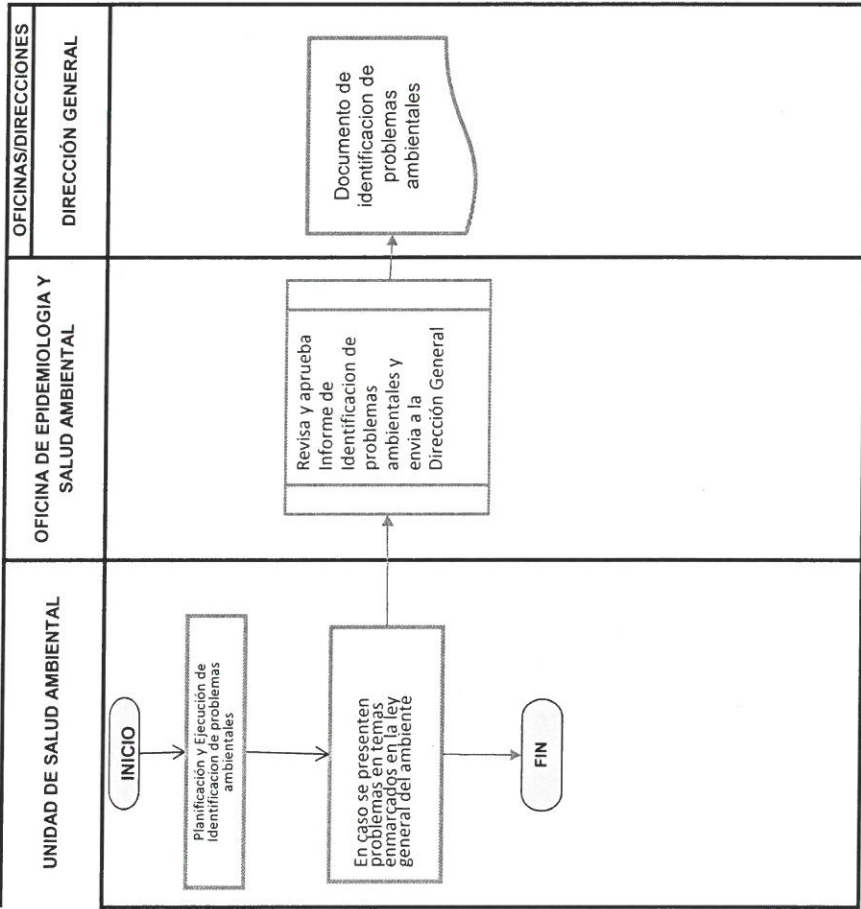 UNIDAD DE SALUD AMBIENTAL
OFICINA DE EPIDEMIOLOGIA Y
SALUD AMBIENTAL
OFICINAS/DIRECCIONES
DIRECCIÓN GENERAL
INICIO
Planificación y Ejecución de
Identificacion de problemas
ambientales
En caso se presenten
problemas en temas
enmarcados en la ley
general del ambiente
FIN
Revisa y aprueba
Informe de
Identificacion de
problemas
ambientales y
envia a la
Dirección General
Documento de
identificacion de
problemas
ambientales